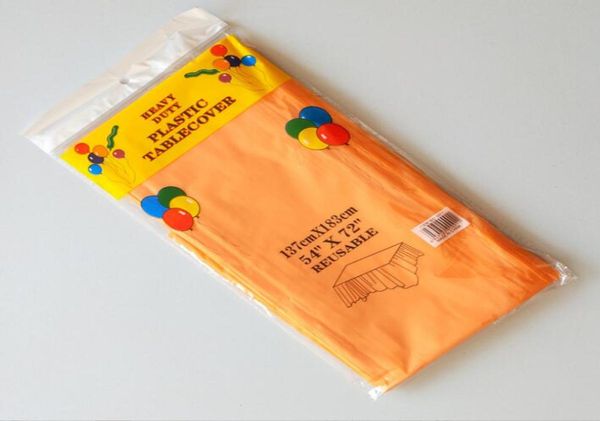 HEAVY
DUTY
PLASTIC
TABLECOVER
137cmX183cm
54" X 72"
REUSABLE